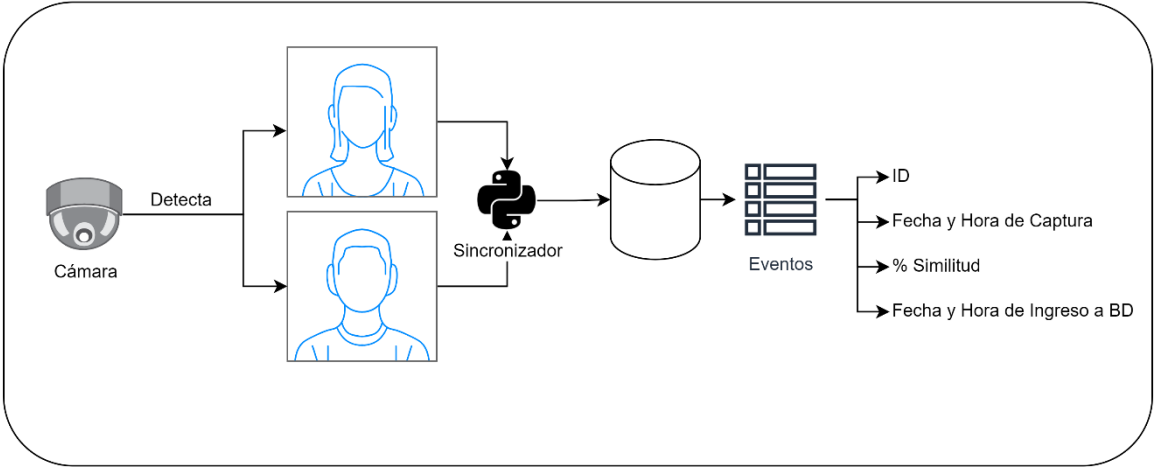 Detecta
Cámara
Sincronizador
Eventos
ID
Fecha y Hora de Captura
% Similitud
Fecha y Hora de Ingreso a BD